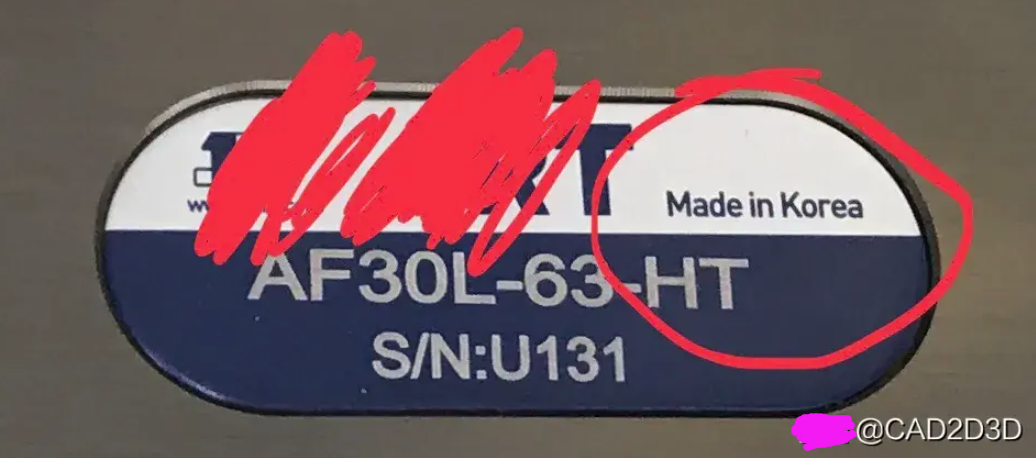 Made in Korea
AF30L-63-HT
S/N:U131
@CAD2D3D